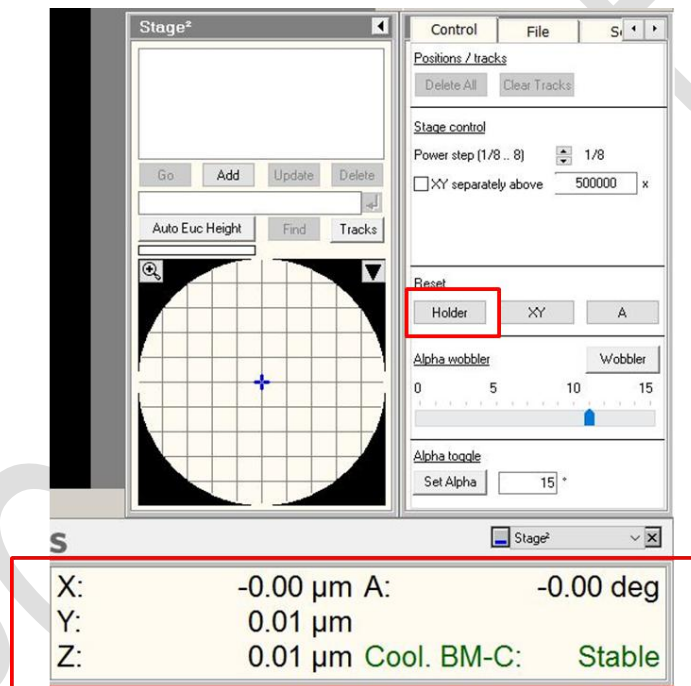 Stage²
Go Add Update Delete
Auto Euc Height Find Tracks
Control File
Positions / tracks
Delete All Clear Tracks
Stage control
Power step (1/8 .. 8) 1/8
XY separately above 500000 x
Reset
Holder XY A
Alpha wobbler Wobbler
0 5 10 15
Alpha toggle
Set Alpha 15 °
s
Stage²
X: -0.00 µm A: -0.00 deg
Y: 0.01 µm
Z: 0.01 µm Cool. BM-C: Stable